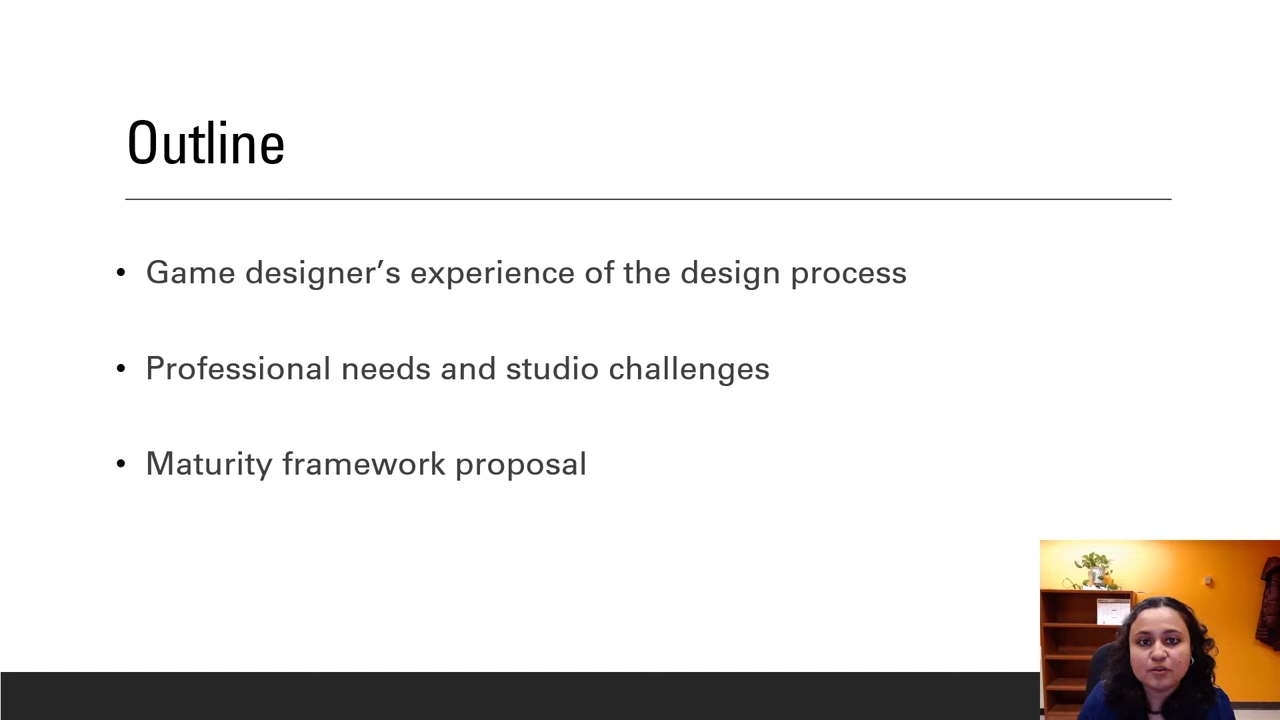 Outline
• Game designer’s experience of the design process
• Professional needs and studio challenges
• Maturity framework proposal